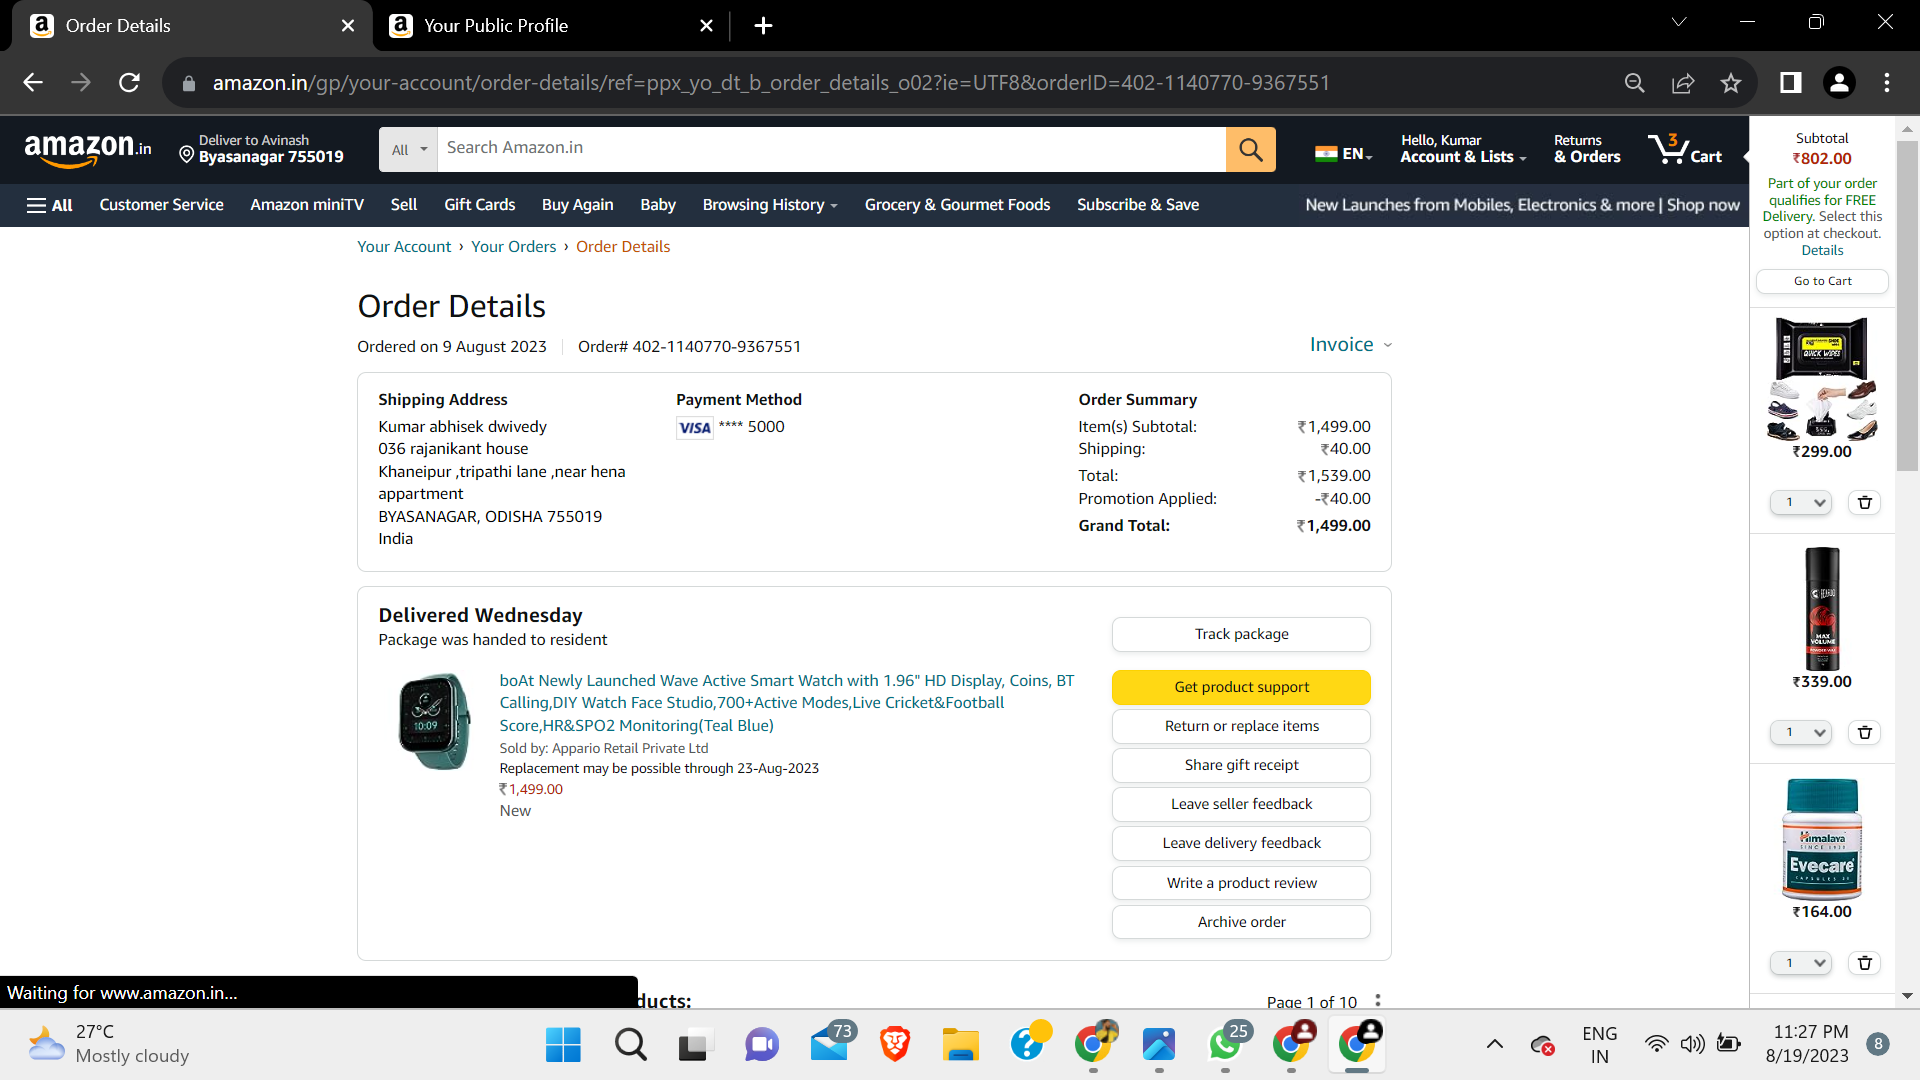 Order Details
Your Public Profile
amazon.in/gp/your-account/order-details/ref=ppx_yo_dt_b_order_details_o02?ie=UTF8&orderID=402-1140770-9367551
amazon.in
Deliver to Avinash
Byasanagar 755019
All
Search Amazon.in
EN
Hello, Kumar
Account & Lists
Returns
& Orders
3
Cart
All
Customer Service
Amazon miniTV
Sell
Gift Cards
Buy Again
Baby
Browsing History
Grocery & Gourmet Foods
Subscribe & Save
New Launches from Mobiles, Electronics & more | Shop now
Subtotal
₹802.00
Part of your order
qualifies for FREE
Delivery. Select this
option at checkout.
Details
Go to Cart
Your Account › Your Orders › Order Details
Order Details
Ordered on 9 August 2023
Order# 402-1140770-9367551
Invoice
Shipping Address
Kumar abhisek dwivedy
036 rajanikant house
Khaneipur ,tripathi lane ,near hena
appartment
BYASANAGAR, ODISHA 755019
India
Payment Method
VISA **** 5000
Order Summary
Item(s) Subtotal: ₹1,499.00
Shipping: ₹40.00
Total: ₹1,539.00
Promotion Applied: -₹40.00
Grand Total: ₹1,499.00
Delivered Wednesday
Package was handed to resident
10:09
boAt Newly Launched Wave Active Smart Watch with 1.96" HD Display, Coins, BT
Calling,DIY Watch Face Studio,700+Active Modes,Live Cricket&Football
Score,HR&SPO2 Monitoring(Teal Blue)
Sold by: Appario Retail Private Ltd
Replacement may be possible through 23-Aug-2023
₹1,499.00
New
Track package
Get product support
Return or replace items
Share gift receipt
Leave seller feedback
Leave delivery feedback
Write a product review
Archive order
QUICK WIPES
₹299.00
1
MAX
VOLUME
₹339.00
1
Himalaya
SINCE 1930
Evecare
₹164.00
1
Waiting for www.amazon.in...
ducts:
Page 1 of 10
27°C
Mostly cloudy
73
25
ENG
IN
11:27 PM
8/19/2023
8